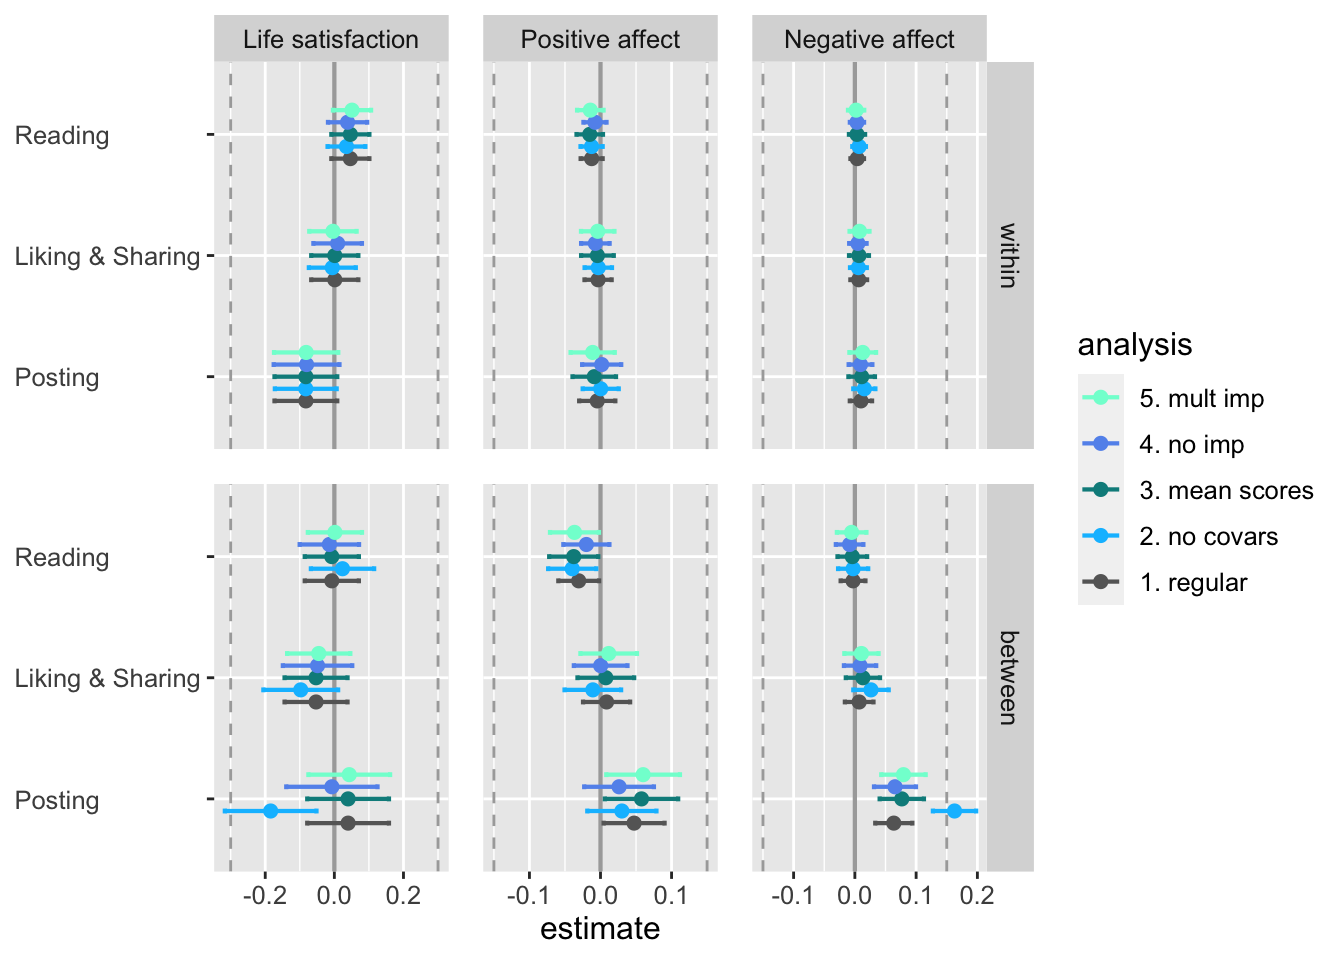 Life satisfaction
Positive affect
Negative affect
Reading
Liking & Sharing
Posting
within
Reading
Liking & Sharing
Posting
between
-0.2 0.0 0.2
-0.1 0.0 0.1
-0.1 0.0 0.1 0.2
estimate
analysis
5. mult imp
4. no imp
3. mean scores
2. no covars
1. regular